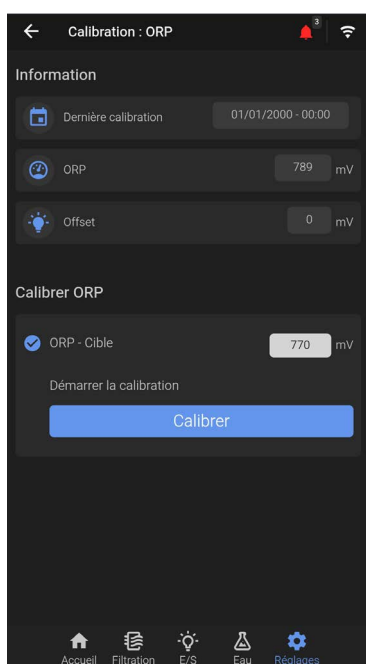 Calibration : ORP
3
Information
Dernière calibration 01/01/2000 - 00:00
ORP 789 mV
Offset 0 mV
Calibrer ORP
ORP - Cible 770 mV
Démarrer la calibration
Calibrer
Accueil Filtration E/S Eau Réglages